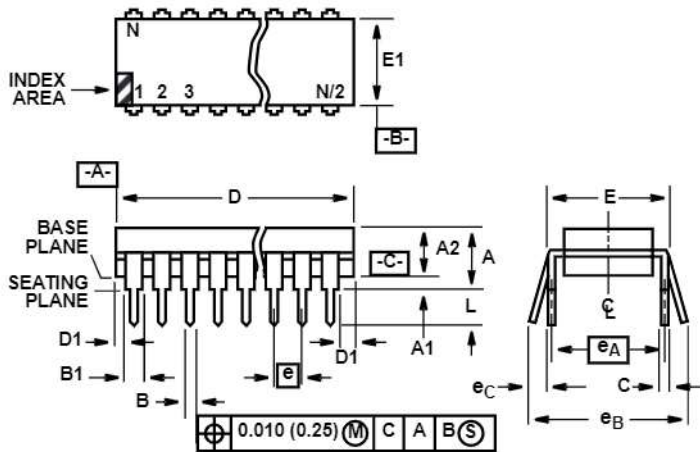 N
E1
INDEX
AREA
1 2 3 N/2
-B-
-A-
D
E
BASE
PLANE
A2
A
-C-
SEATING
PLANE
L
D1
A1
D1
B1
e
eA
eC
C
B
eB
0.010 (0.25) M C A B S
CL